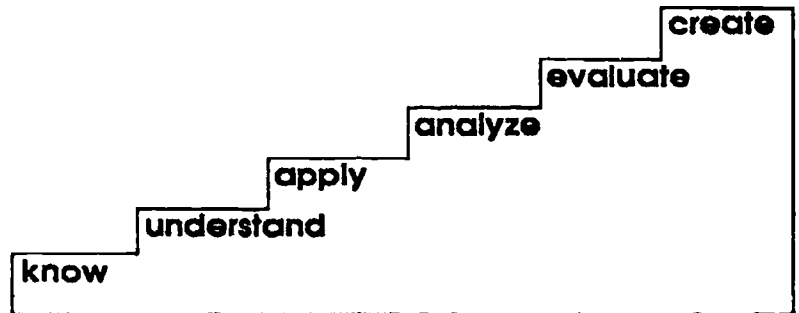 create
evaluate
analyze
apply
understand
know